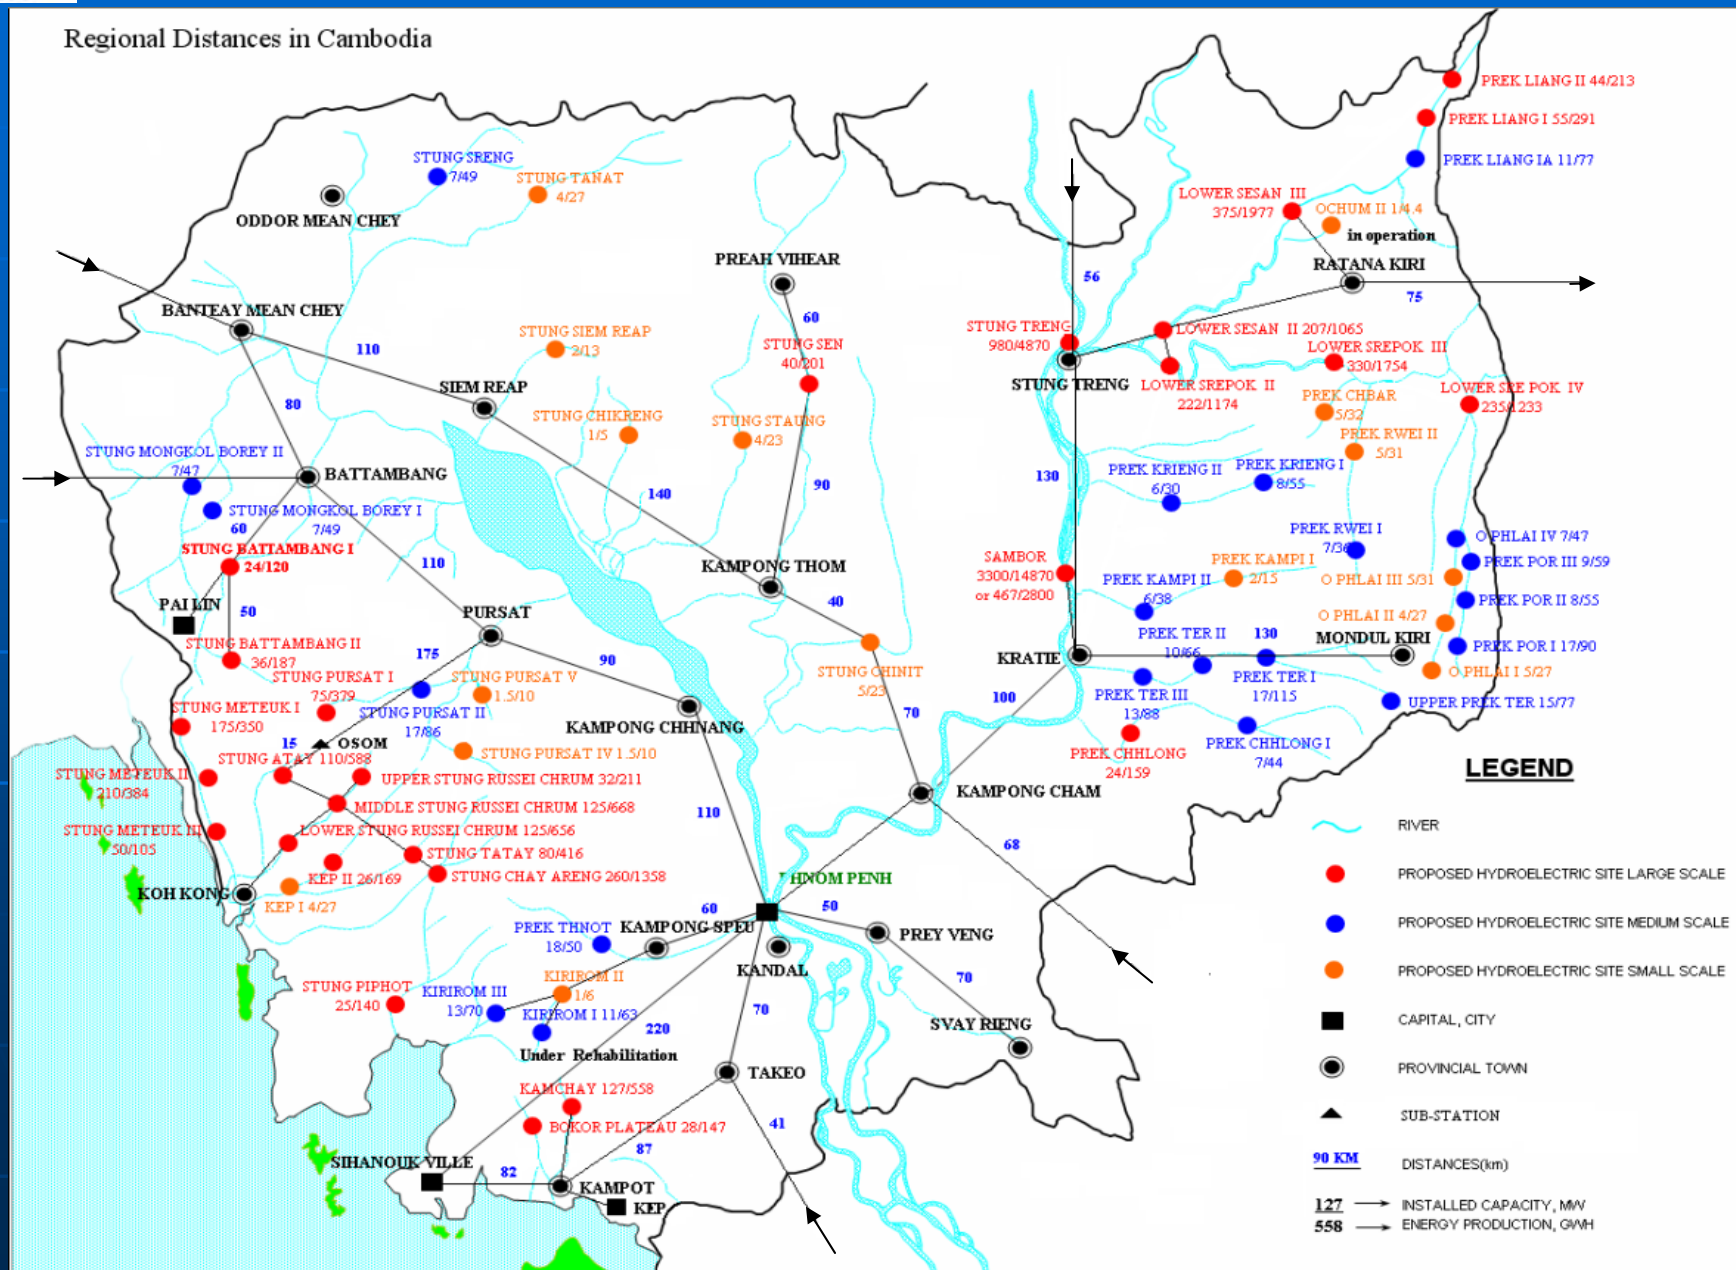 Regional Distances in Cambodia
PREK LIANG II 44/213
PREK LIANG I 55/291
PREK LIANG IA 11/77
STUNG SRENG
7/49
STUNG TANAT
4/27
ODDOR MEAN CHEY
LOWER SESAN III
375/1977
OCHUM II 1/4.4
in operation
RATANA KIRI
75
PREAH VIHEAR
56
60
BANTEAY MEAN CHEY
110
STUNG SIEM REAP
2/13
STUNG SEN
40/201
STUNG TRENG
980/4870
LOWER SESAN II 207/1065
STUNG TRENG
LOWER SREPOK III
330/1754
LOWER SREPOK II
222/1174
LOWER SRE POK IV
235/1233
PREK CHBAR
5/32
PREK RWEI II
5/31
SIEM REAP
80
STUNG CHIKRENG
1/5
STUNG STAUNG
4/23
STUNG MONGKOL BOREY II
7/47
BATTAMBANG
140
90
130
PREK KRIENG II
6/30
PREK KRIENG I
8/55
STUNG MONGKOL BOREY I
7/49
60
STUNG BATTAMBANG I
24/120
110
PREK RWEI I
7/36
O PHLAI IV 7/47
PREK POR III 9/59
O PHLAI III 5/31
PREK POR II 8/55
O PHLAI II 4/27
PREK POR I 17/90
O PHLAI I 5/27
KAMPONG THOM
40
SAMBOR
3300/14870
or 467/2800
PREK KAMPI II
6/38
PREK KAMPI I
2/15
PAI LIN
50
PURSAT
STUNG BATTAMBANG II
36/187
175
90
STUNG CHINIT
5/23
KRATIE
PREK TER II
10/66
130
MONDUL KIRI
PREK TER I
17/115
PREK TER III
13/88
UPPER PREK TER 15/77
STUNG PURSAT I
75/379
STUNG PURSAT V
1.5/10
STUNG PURSAT II
17/86
STUNG METEUK I
175/350
KAMPONG CHHNANG
70
100
PREK CHHLONG
24/159
PREK CHHLONG I
7/44
15
OSOM
STUNG PURSAT IV 1.5/10
STUNG ATAY 110/588
STUNG METEUK II
210/384
UPPER STUNG RUSSEI CHRUM 32/211
MIDDLE STUNG RUSSEI CHRUM 125/668
KAMPONG CHAM
110
STUNG METEUK III
50/105
LOWER STUNG RUSSEI CHRUM 125/656
STUNG TATAY 80/416
68
KEP II 26/169
STUNG CHAY ARENG 260/1358
KOH KONG
KEP I 4/27
PHNOM PENH
60
50
PREK THNOT
18/50
KAMPONG SPEU
KANDAL
PREY VENG
70
STUNG PIPHOT
25/140
KIRIROM III
13/70
KIRIROM II
1/6
KIRIROM I 11/63
Under Rehabilitation
220
70
SVAY RIENG
TAKEO
KAMCHAY 127/558
BOKOR PLATEAU 28/147
41
87
SIHANOUK VILLE
82
KAMPOT
KEP
LEGEND
RIVER
PROPOSED HYDROELECTRIC SITE LARGE SCALE
PROPOSED HYDROELECTRIC SITE MEDIUM SCALE
PROPOSED HYDROELECTRIC SITE SMALL SCALE
CAPITAL, CITY
PROVINCIAL TOWN
SUB-STATION
90 KM DISTANCES(km)
127 INSTALLED CAPACITY, MW
558 ENERGY PRODUCTION, GWH